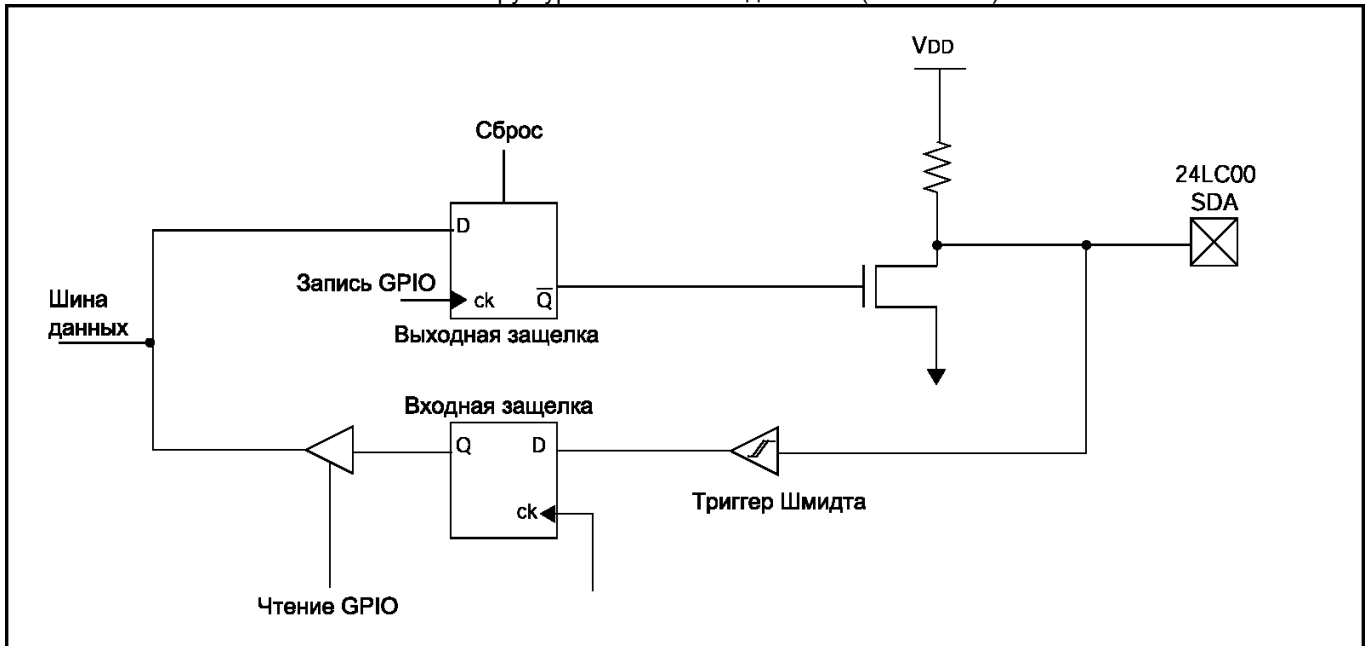 VDD
Сброс
24LC00
SDA
D
Запись GPIO
ck
Q
Шина
данных
Выходная защелка
Входная защелка
Q
D
Триггер Шмидта
ck
Чтение GPIO